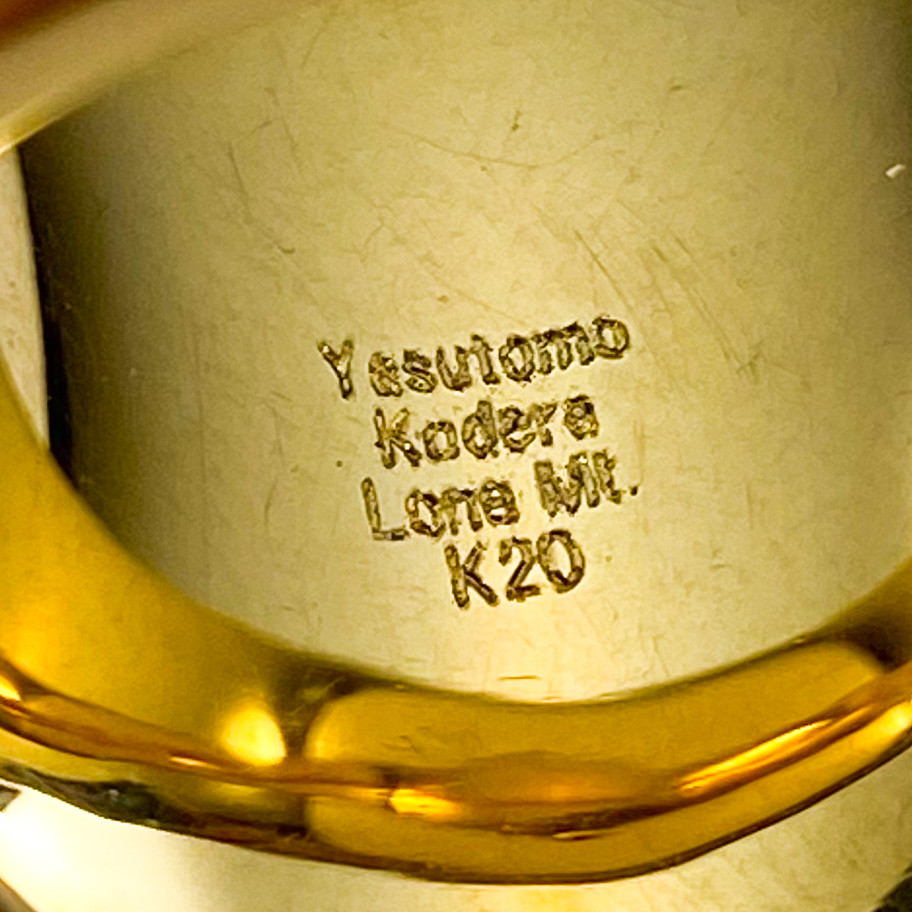 Yasutomo
Kodera
Lone Mt.
K20